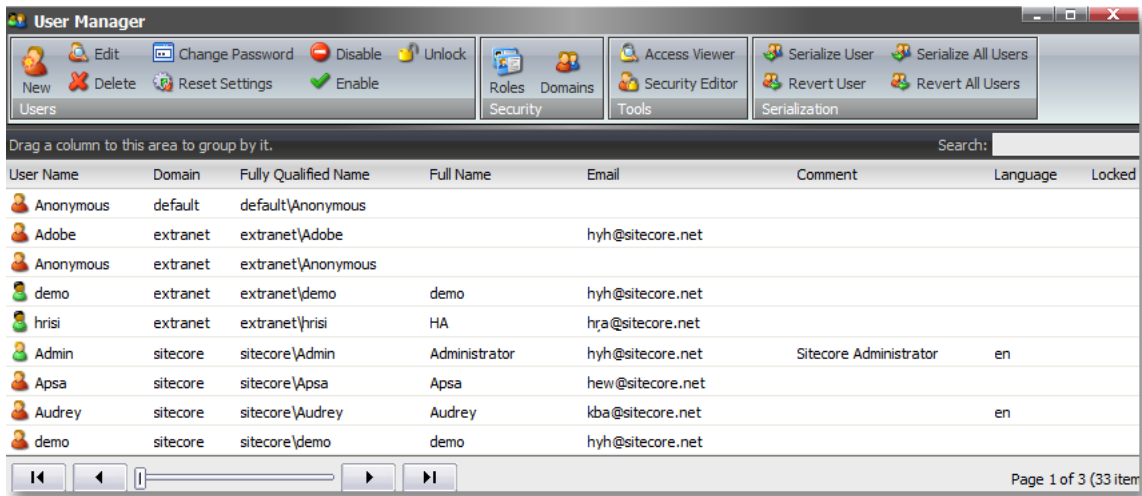 User Manager
Edit Change Password Disable Unlock Access Viewer Serialize User Serialize All Users
New Delete Reset Settings Enable Roles Domains Security Editor Revert User Revert All Users
Users Security Tools Serialization
Drag a column to this area to group by it. Search:
User Name Domain Fully Qualified Name Full Name Email Comment Language Locked
Anonymous default default\Anonymous
Adobe extranet extranet\Adobe hyh@sitecore.net
Anonymous extranet extranet\Anonymous
demo extranet extranet\demo demo hyh@sitecore.net
hrisi extranet extranet\hrisi HA hra@sitecore.net
Admin sitecore sitecore\Admin Administrator hyh@sitecore.net Sitecore Administrator en
Apsa sitecore sitecore\Apsa Apsa hew@sitecore.net
Audrey sitecore sitecore\Audrey Audrey kba@sitecore.net en
demo sitecore sitecore\demo demo hyh@sitecore.net
Page 1 of 3 (33 item